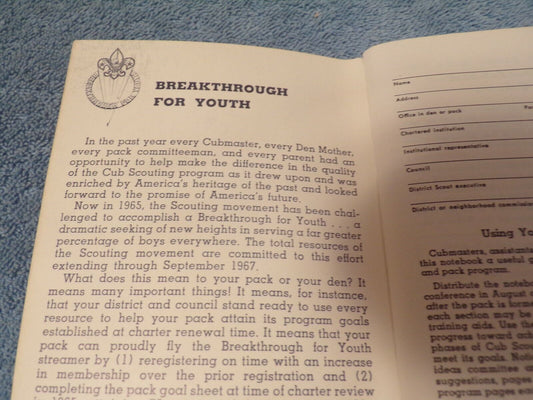 BREAKTHROUGH
FOR YOUTH
In the past year every Cubmaster, every Den Mother,
every pack committeeman, and every parent had an
opportunity to help make the difference in the quality
of the Cub Scouting program as it drew upon and was
enriched by America's heritage of the past and looked
forward to the promise of America's future.
Now in 1965, the Scouting movement has been chal-
lenged to accomplish a Breakthrough for Youth . . . a
dramatic seeking of new heights in serving a far greater
percentage of boys everywhere. The total resources of
the Scouting movement are committed to this effort
extending through September 1967.
What does this mean to your pack or your den? It
means many important things! It means, for instance,
that your district and council stand ready to use every
resource to help your pack attain its program goals
established at charter renewal time. It means that your
pack can proudly fly the Breakthrough for Youth
streamer by (1) reregistering on time with an increase
in membership over the prior registration and (2)
completing the pack goal sheet at time of charter review
Name
Address
Office in den or pack
Chartered institution
Institutional representative
Council
District Scout executive
District or neighborhood commissio
Using Yo
Cubmasters, assistant
this notebook a useful g
and pack program.
Distribute the notebo
conference in August o
after the pack is forme
each section may be
training aids. Use the
progress toward ach
phases of Cub Scout
meet its goals. Notic
ideas committee an
suggestions, pages
program pages eac